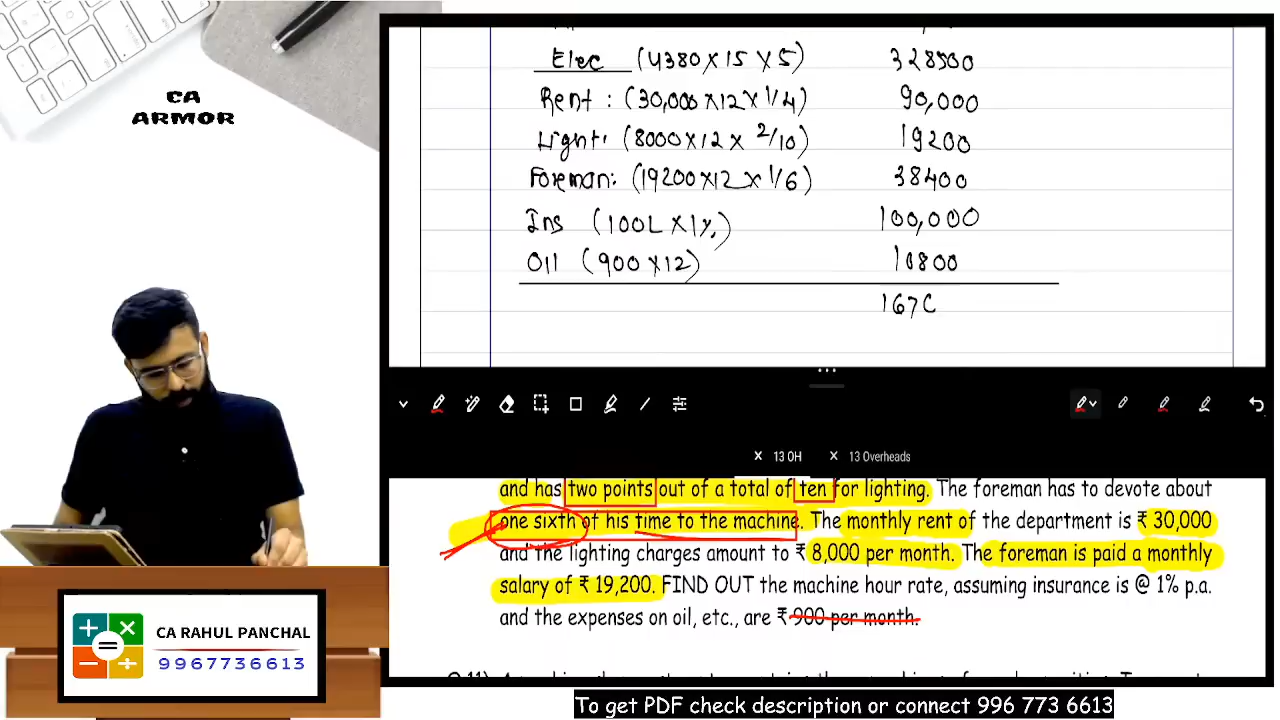 CA
ARMOR
Elec (4380 X 15 X 5) 328500
Rent : (30,000 X 12 X 1/4) 90,000
Light: (8000 X 12 X 2/10) 19200
Foreman: (19200 X 12 X 1/6) 38400
Ins (100L X 1%) 100,000
Oil (900 X 12) 10800
167C
13 OH
13 Overheads
and has two points out of a total of ten for lighting. The foreman has to devote about
one sixth of his time to the machine. The monthly rent of the department is ₹ 30,000
and the lighting charges amount to ₹ 8,000 per month. The foreman is paid a monthly
salary of ₹ 19,200. FIND OUT the machine hour rate, assuming insurance is @ 1% p.a.
and the expenses on oil, etc., are ₹ 900 per month.
CA RAHUL PANCHAL
9967736613
To get PDF check description or connect 996 773 6613